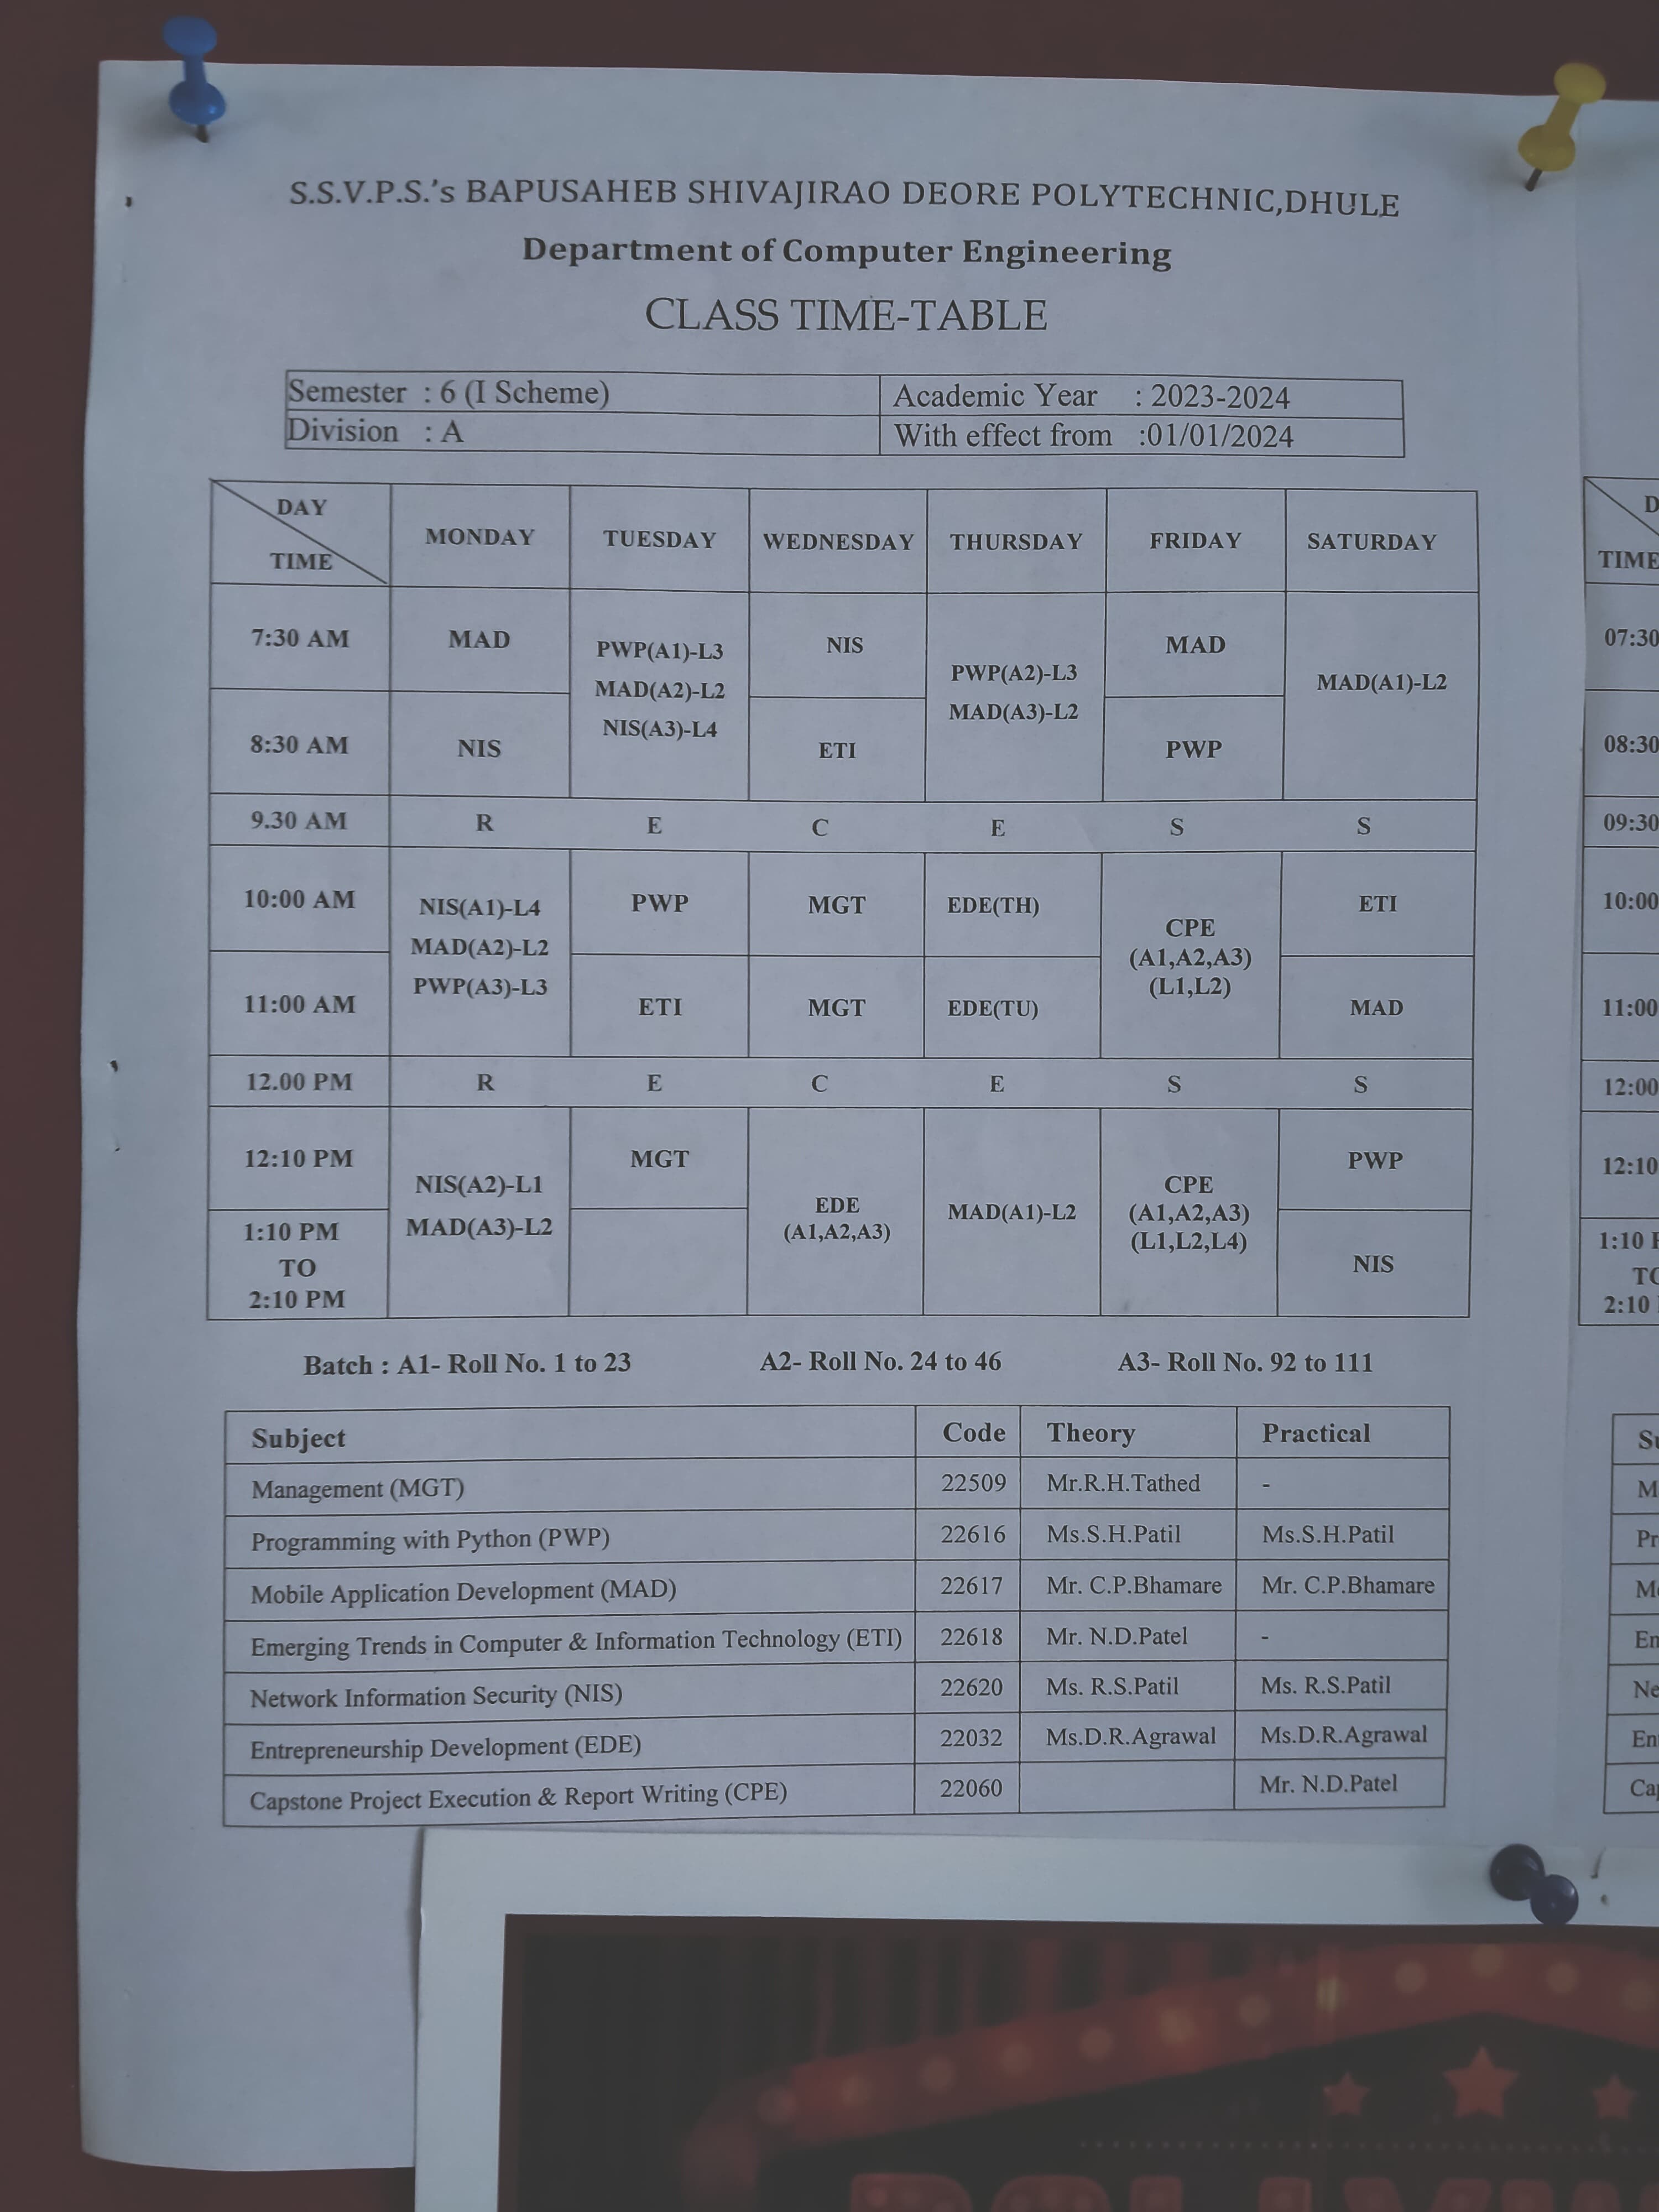 S.S.V.P.S.'s BAPUSAHEB SHIVAJIRAO DEORE POLYTECHNIC,DHULE
Department of Computer Engineering
CLASS TIME-TABLE
Semester : 6 (I Scheme) Academic Year : 2023-2024
Division : A With effect from :01/01/2024
DAY TIME MONDAY TUESDAY WEDNESDAY THURSDAY FRIDAY SATURDAY
7:30 AM MAD PWP(A1)-L3 MAD(A2)-L2 NIS(A3)-L4 NIS PWP(A2)-L3 MAD(A3)-L2 MAD MAD(A1)-L2
8:30 AM NIS ETI PWP
9.30 AM R E C E S S
10:00 AM NIS(A1)-L4 MAD(A2)-L2 PWP(A3)-L3 PWP MGT EDE(TH) CPE (A1,A2,A3) (L1,L2) ETI
11:00 AM ETI MGT EDE(TU) MAD
12.00 PM R E C E S S
12:10 PM NIS(A2)-L1 MAD(A3)-L2 MGT EDE (A1,A2,A3) MAD(A1)-L2 CPE (A1,A2,A3) (L1,L2,L4) PWP
1:10 PM TO 2:10 PM NIS
Batch : A1- Roll No. 1 to 23 A2- Roll No. 24 to 46 A3- Roll No. 92 to 111
Subject Code Theory Practical
Management (MGT) 22509 Mr.R.H.Tathed -
Programming with Python (PWP) 22616 Ms.S.H.Patil Ms.S.H.Patil
Mobile Application Development (MAD) 22617 Mr. C.P.Bhamare Mr. C.P.Bhamare
Emerging Trends in Computer & Information Technology (ETI) 22618 Mr. N.D.Patel -
Network Information Security (NIS) 22620 Ms. R.S.Patil Ms. R.S.Patil
Entrepreneurship Development (EDE) 22032 Ms.D.R.Agrawal Ms.D.R.Agrawal
Capstone Project Execution & Report Writing (CPE) 22060 Mr. N.D.Patel
TIME
07:30
08:30
09:30
10:00
11:00
12:00
12:10
1:10
2:10